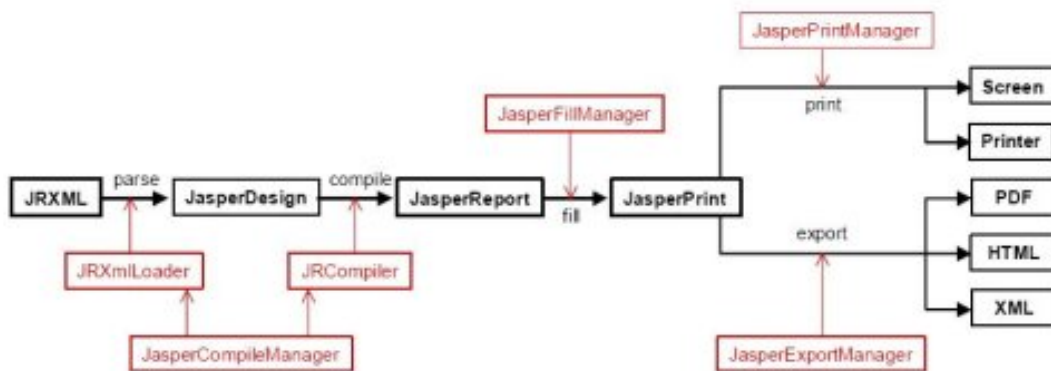 JasperPrintManager
Screen
print
JasperFillManager
Printer
parse
compile
JRXML
JasperDesign
JasperReport
JasperPrint
PDF
fill
export
JRXmlLoader
JRCompiler
HTML
XML
JasperCompileManager
JasperExportManager